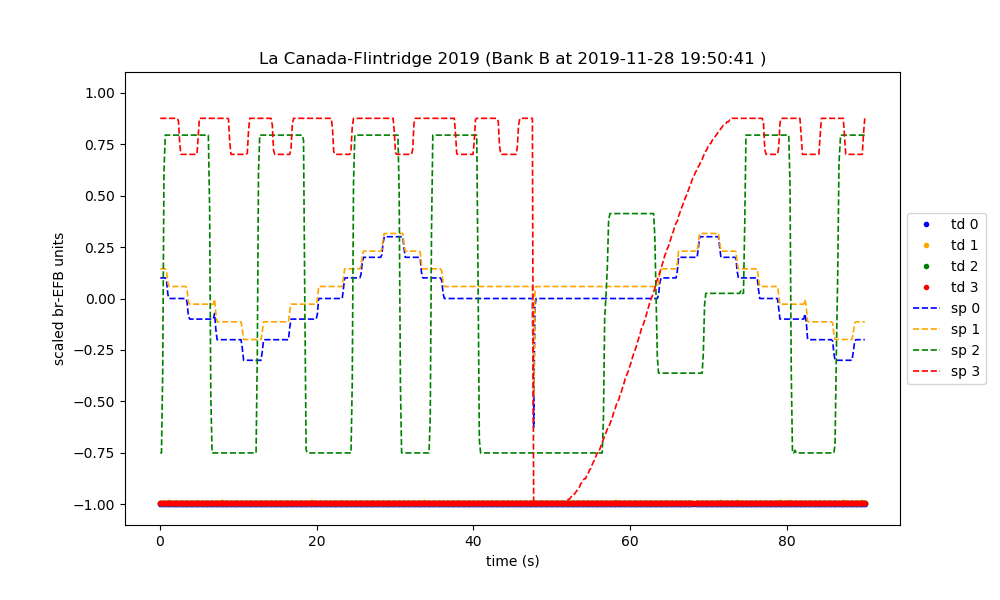 La Canada-Flintridge 2019 (Bank B at 2019-11-28 19:50:41 )
scaled br-EFB units
1.00
0.75
0.50
0.25
0.00
−0.25
−0.50
−0.75
−1.00
0 20 40 60 80
time (s)
td 0
td 1
td 2
td 3
sp 0
sp 1
sp 2
sp 3